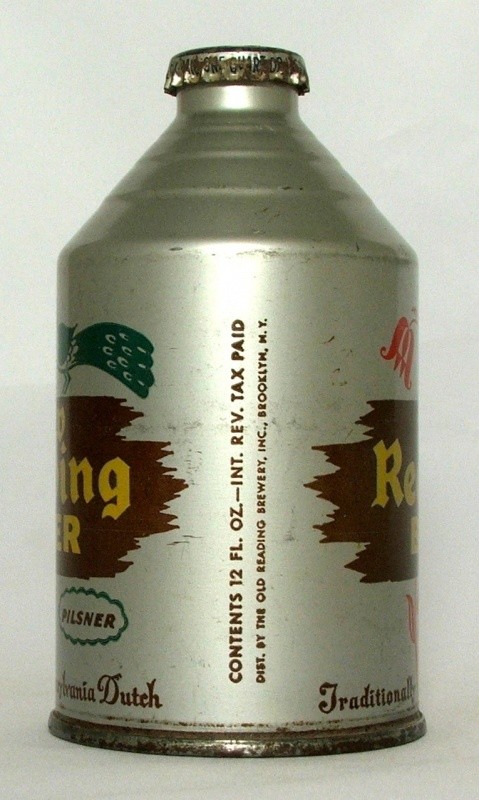 ing
ER
PILSNER
ylvania Dutch
CONTENTS 12 FL. OZ.—INT. REV. TAX PAID
DIST. BY THE OLD READING BREWERY, INC., BROOKLYN, N.Y.
Re
Traditionally